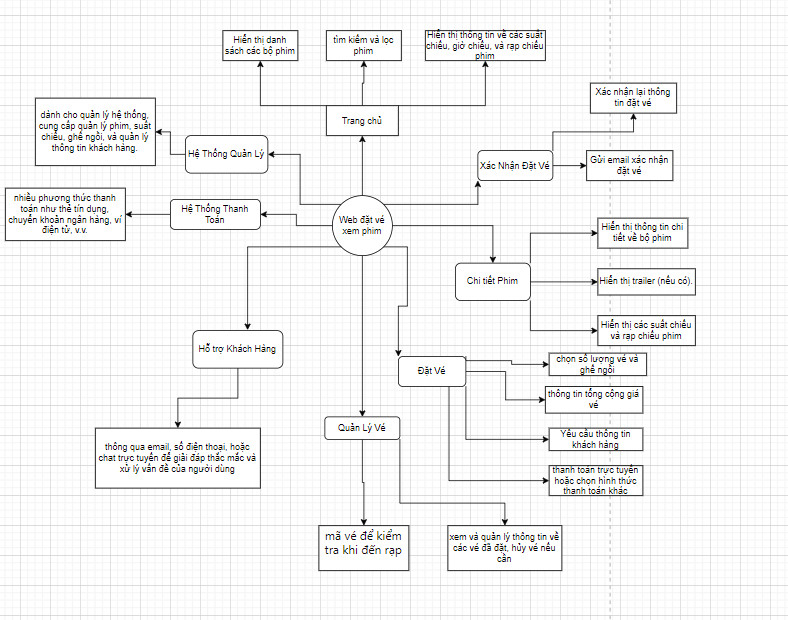 Hiển thị danh
sách các bộ phim
tìm kiếm và lọc
phim
Hiển thị thông tin về các suất
chiếu, giờ chiếu, và rạp chiếu
phim
Trang chủ
dành cho quản lý hệ thống,
cung cấp quản lý phim, suất
chiếu, ghế ngồi, và quản lý
thông tin khách hàng.
Hệ Thống Quản Lý
Xác nhận lại thông
tin đặt vé
Xác Nhận Đặt Vé
Gửi email xác nhận
đặt vé
nhiều phương thức thanh
toán như thẻ tín dụng,
chuyển khoản ngân hàng, ví
điện tử, v.v.
Hệ Thống Thanh
Toán
Web đặt vé
xem phim
Hiển thị thông tin chi
tiết về bộ phim
Chi tiết Phim
Hiển thị trailer (nếu có).
Hiển thị các suất chiếu
và rạp chiếu phim
Hỗ trợ Khách Hàng
Đặt Vé
chọn số lượng vé và
ghế ngồi
thông tin tổng cộng giá
vé
Yêu cầu thông tin
khách hàng
thanh toán trực tuyến
hoặc chọn hình thức
thanh toán khác
Quản Lý Vé
thông qua email, số điện thoại, hoặc
chat trực tuyến để giải đáp thắc mắc và
xử lý vấn đề của người dùng
mã vé để kiểm
tra khi đến rạp
xem và quản lý thông tin về
các vé đã đặt, hủy vé nếu
cần